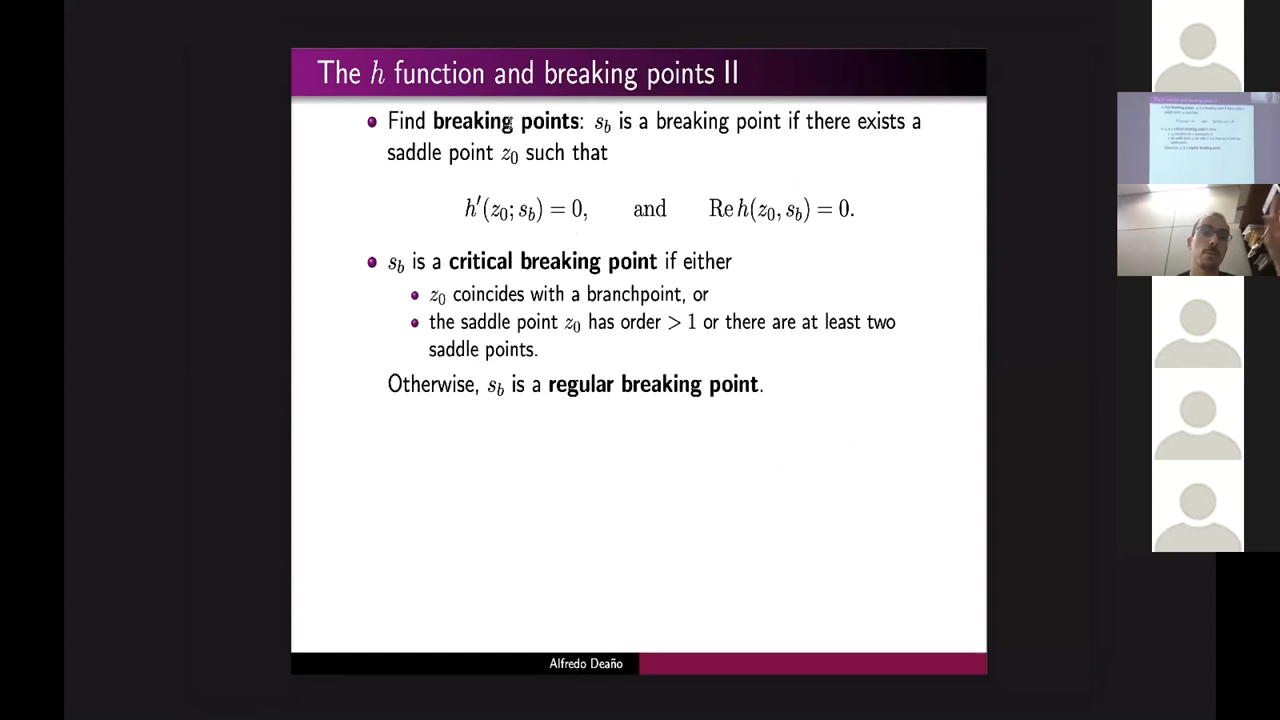 The h function and breaking points II
Find breaking points: s_b is a breaking point if there exists a
saddle point z_0 such that
h′(z_0; s_b) = 0, and Re h(z_0, s_b) = 0.
s_b is a critical breaking point if either
z_0 coincides with a branchpoint, or
the saddle point z_0 has order > 1 or there are at least two
saddle points.
Otherwise, s_b is a regular breaking point.
Alfredo Deaño